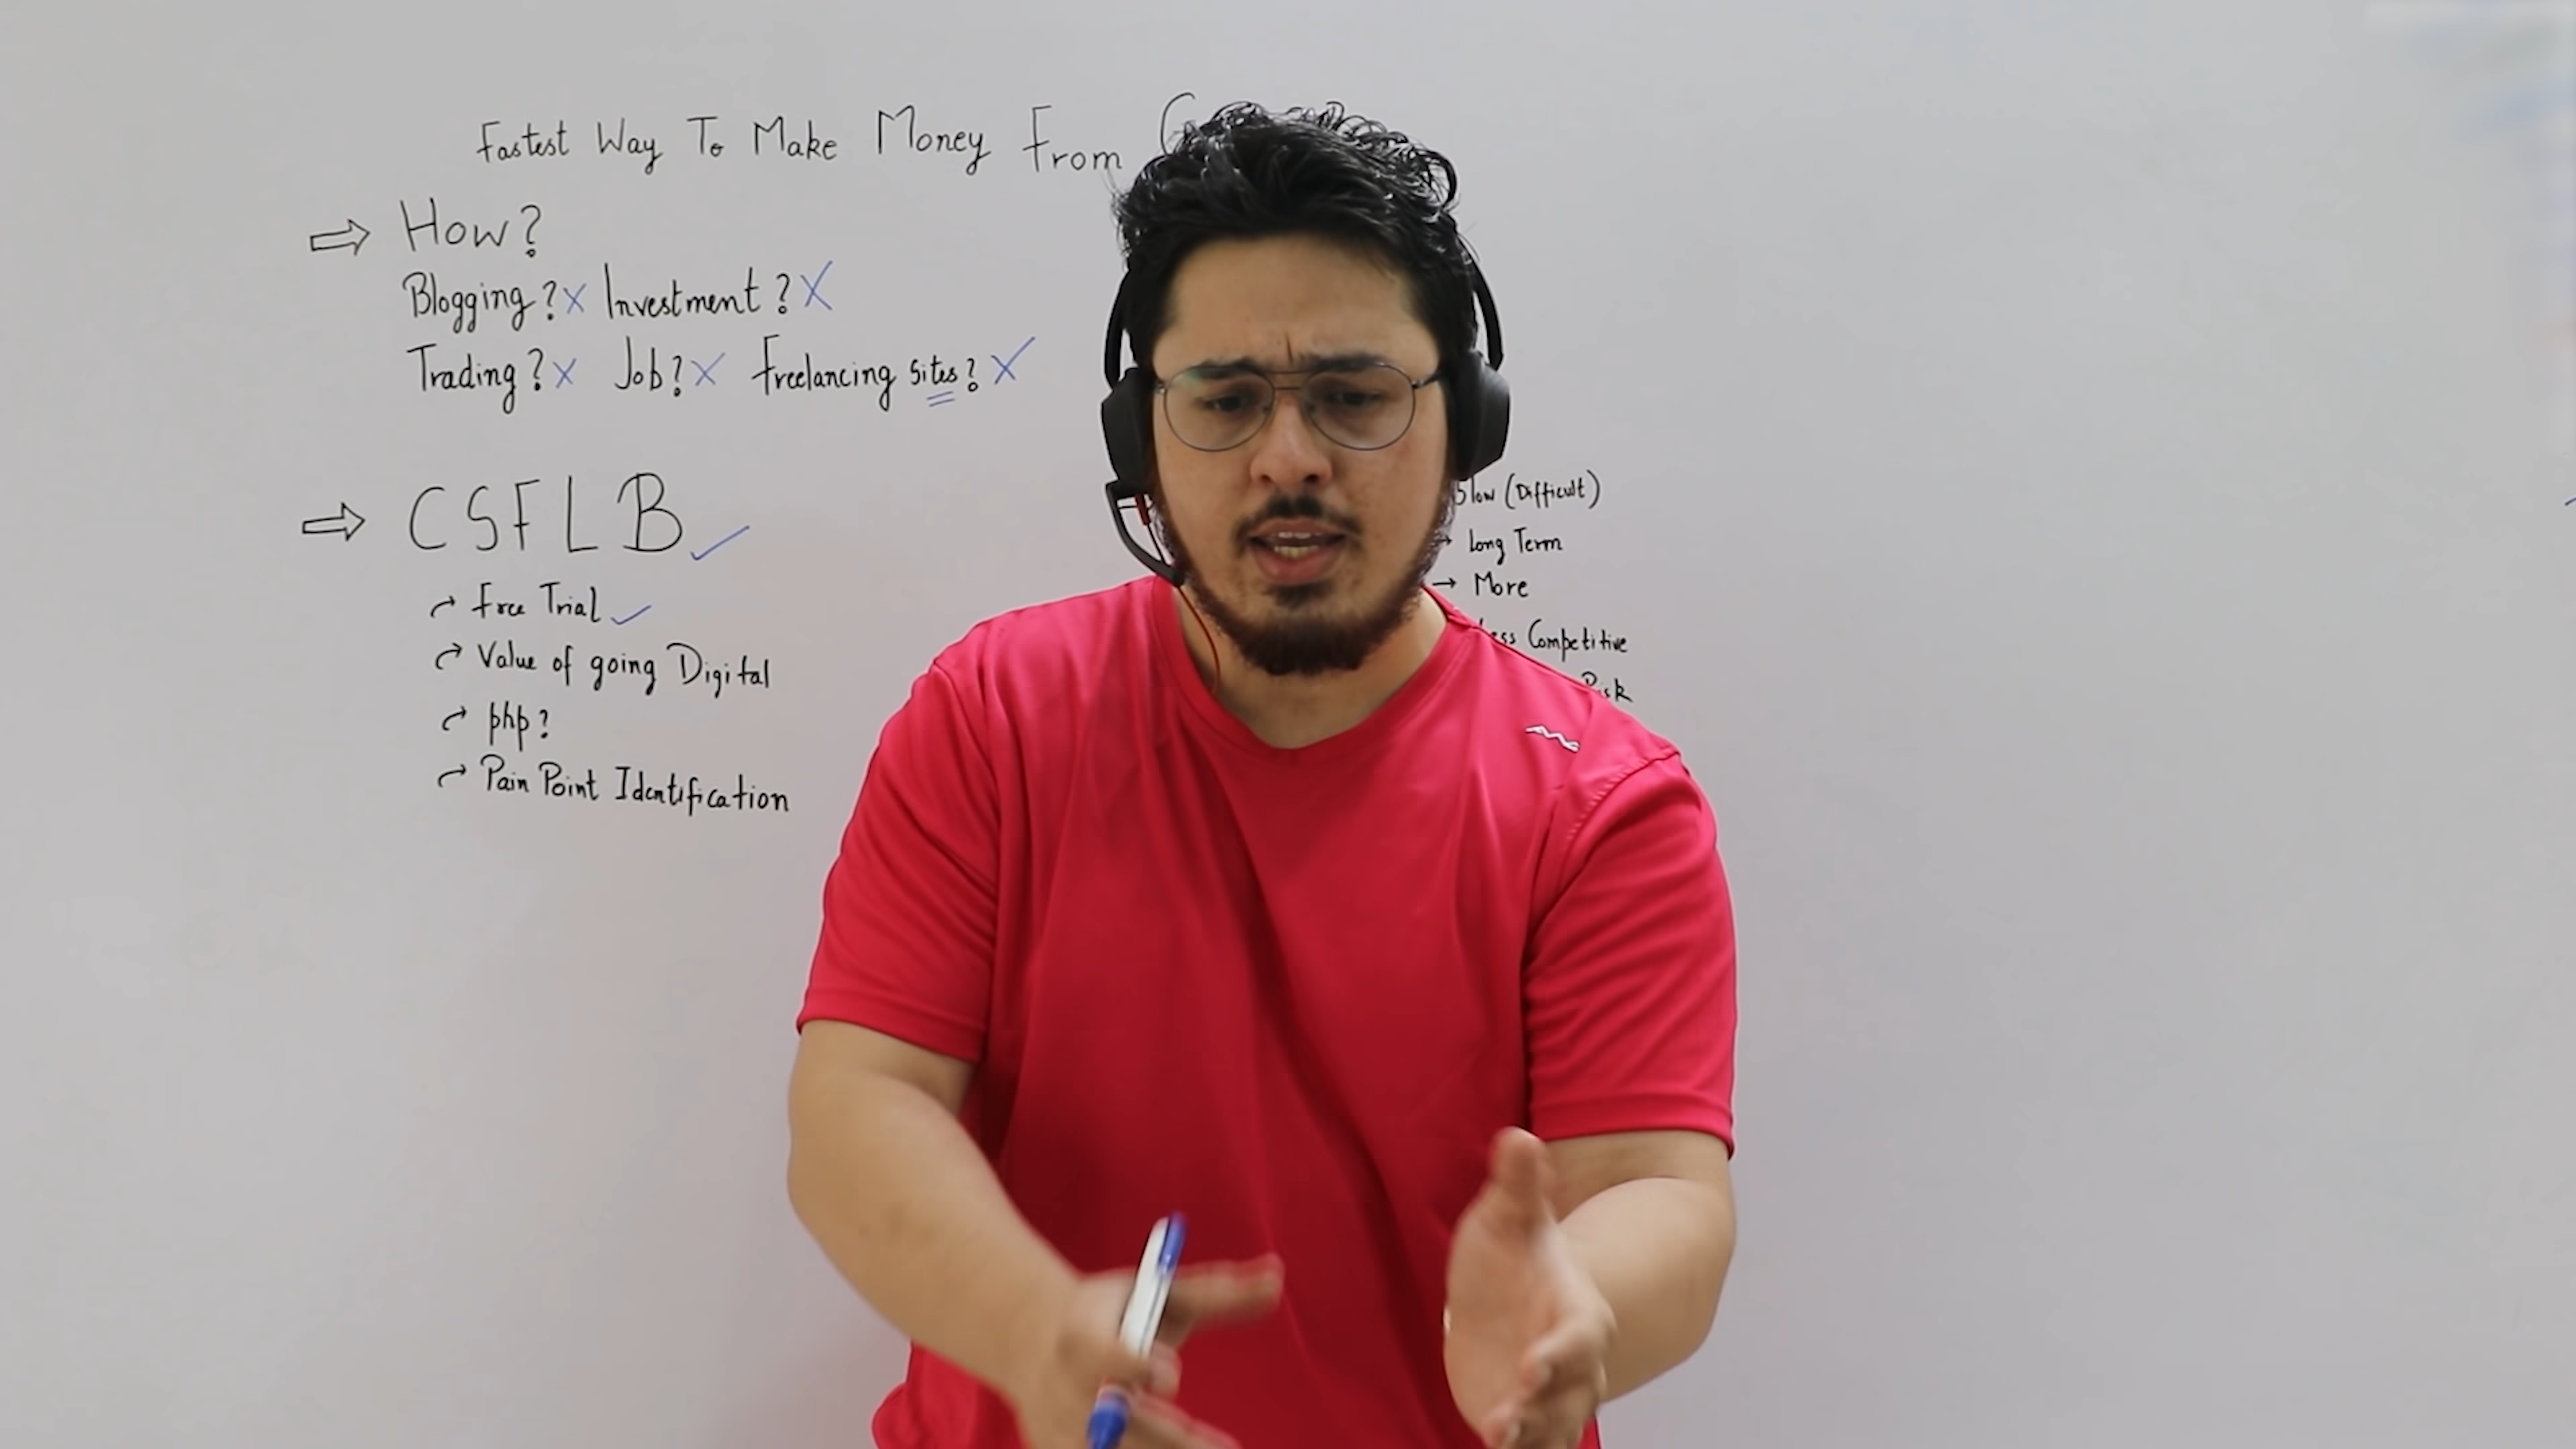 Fastest Way To Make Money From
⇒ How?
Blogging? X Investment? X
Trading? X Job? X Freelancing sites? X
⇒ CSFLB ✓
Free Trial ✓
Value of going Digital
php?
Pain Point Identification
Slow (Difficult)
→ Long Term
→ More
Competitive